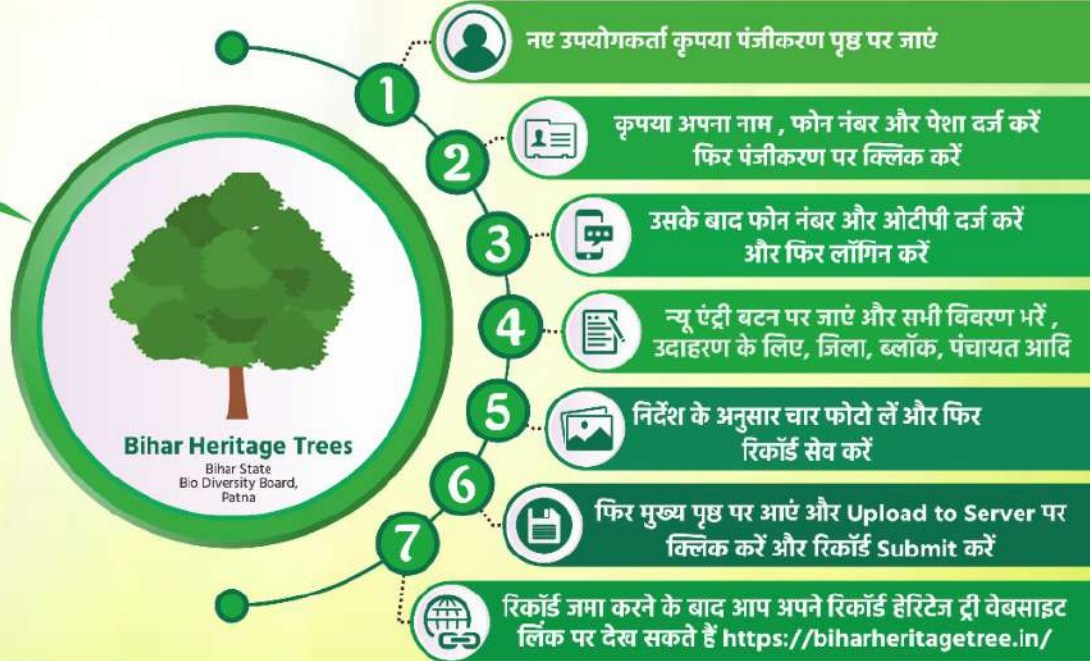 1
नए उपयोगकर्ता कृपया पंजीकरण पृष्ठ पर जाएं
2
कृपया अपना नाम , फोन नंबर और पेशा दर्ज करें
फिर पंजीकरण पर क्लिक करें
3
उसके बाद फोन नंबर और ओटीपी दर्ज करें
और फिर लॉगिन करें
4
न्यू एंट्री बटन पर जाएं और सभी विवरण भरें ,
उदाहरण के लिए, जिला, ब्लॉक, पंचायत आदि
5
निर्देश के अनुसार चार फोटो लें और फिर
रिकॉर्ड सेव करें
6
फिर मुख्य पृष्ठ पर आएं और Upload to Server पर
क्लिक करें और रिकॉर्ड Submit करें
7
रिकॉर्ड जमा करने के बाद आप अपने रिकॉर्ड हेरिटेज ट्री वेबसाइट
लिंक पर देख सकते हैं https://biharheritagetree.in/
Bihar Heritage Trees
Bihar State
Bio Diversity Board,
Patna